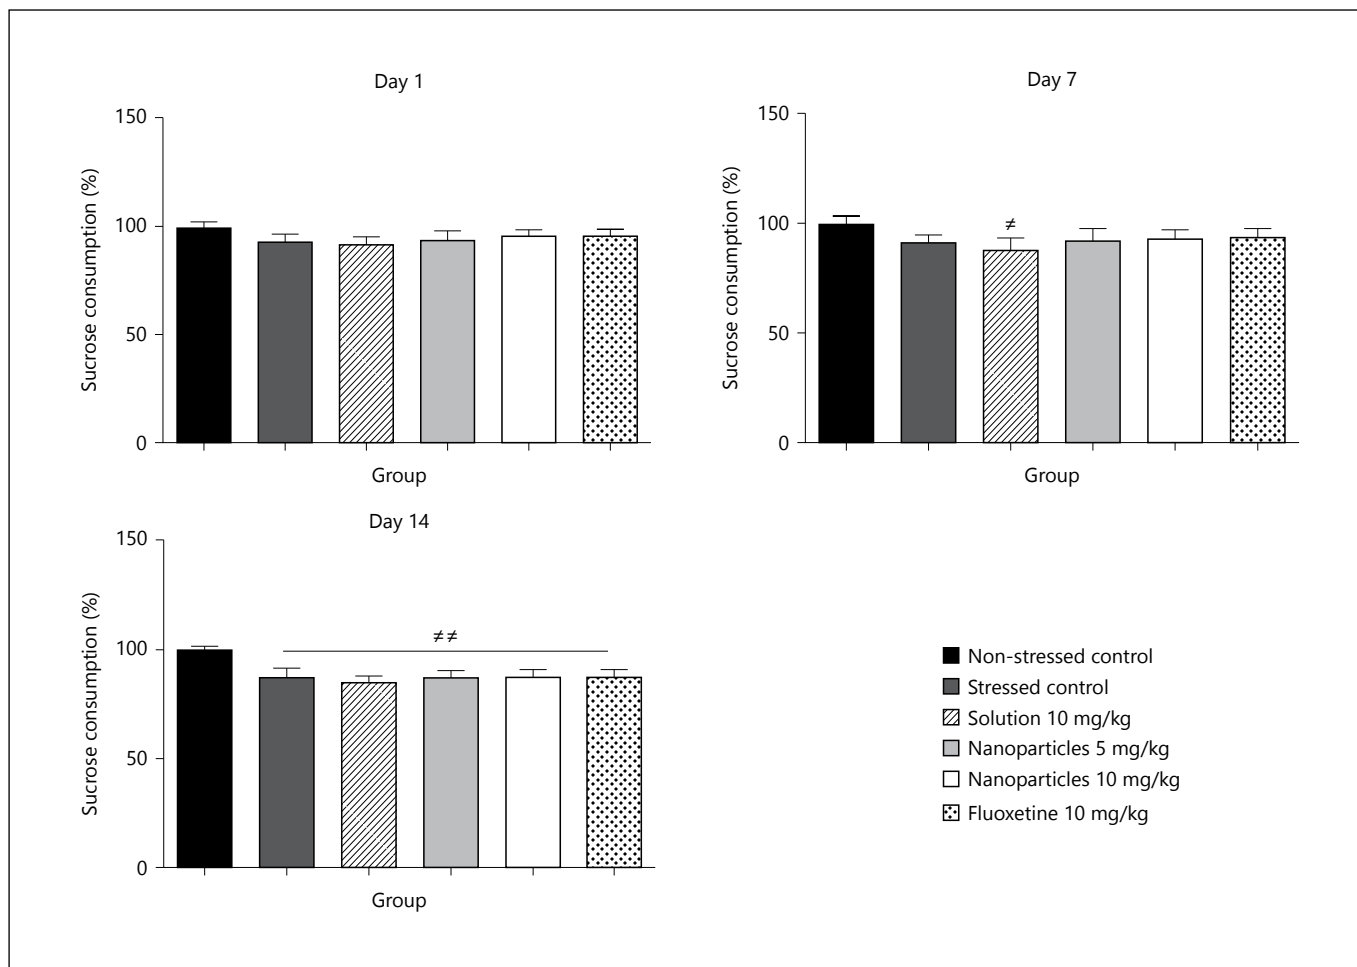 Day 1
150
100
50
0
Sucrose consumption (%)
Group
Day 7
150
100
50
0
Sucrose consumption (%)
≠
Group
Day 14
150
100
50
0
Sucrose consumption (%)
≠≠
Group
Non-stressed control
Stressed control
Solution 10 mg/kg
Nanoparticles 5 mg/kg
Nanoparticles 10 mg/kg
Fluoxetine 10 mg/kg